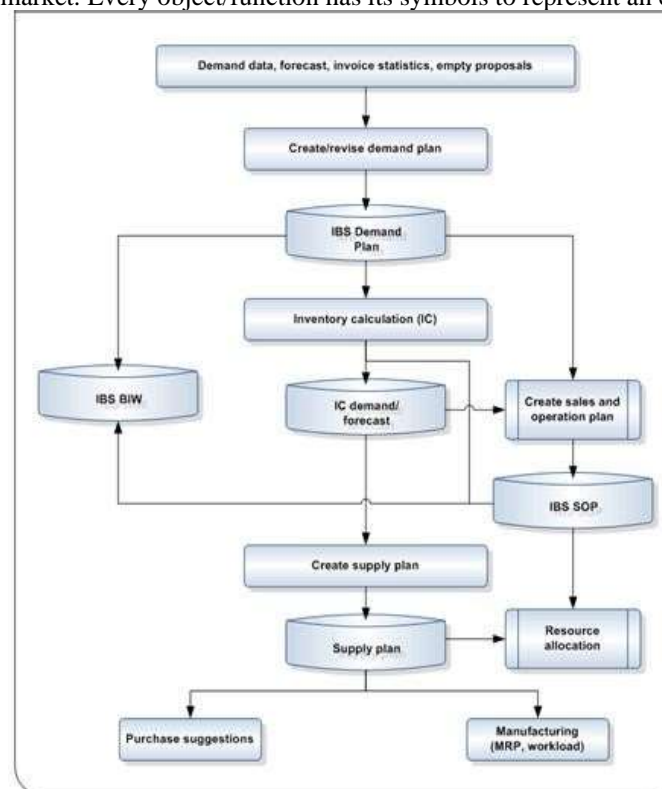 market. Every object/function has its symbols to represent an
Demand data, forecast, invoice statistics, empty proposals
Create/revise demand plan
IBS Demand
Plan
Inventory calculation (IC)
IBS BIW
IC demand/
forecast
Create sales and
operation plan
IBS SOP
Create supply plan
Supply plan
Resource
allocation
Purchase suggestions
Manufacturing
(MRP, workload)